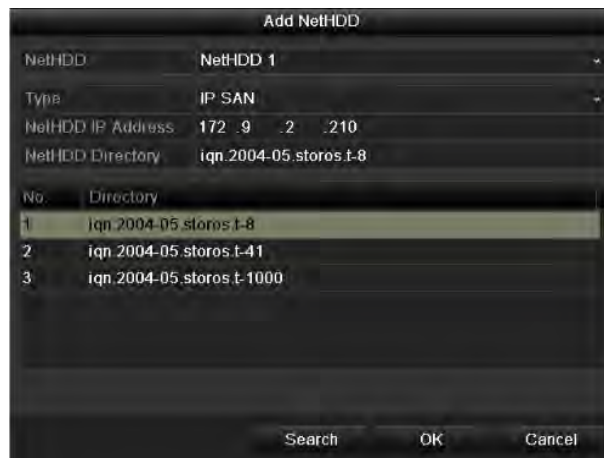 Add NetHDD
NetHDD NetHDD 1
Type IP SAN
NetHDD IP Address 172 .9 .2 .210
NetHDD Directory iqn.2004-05.storos.t-8
No. Directory
1 iqn.2004-05.storos.t-8
2 iqn.2004-05.storos.t-41
3 iqn.2004-05.storos.t-1000
Search OK Cancel